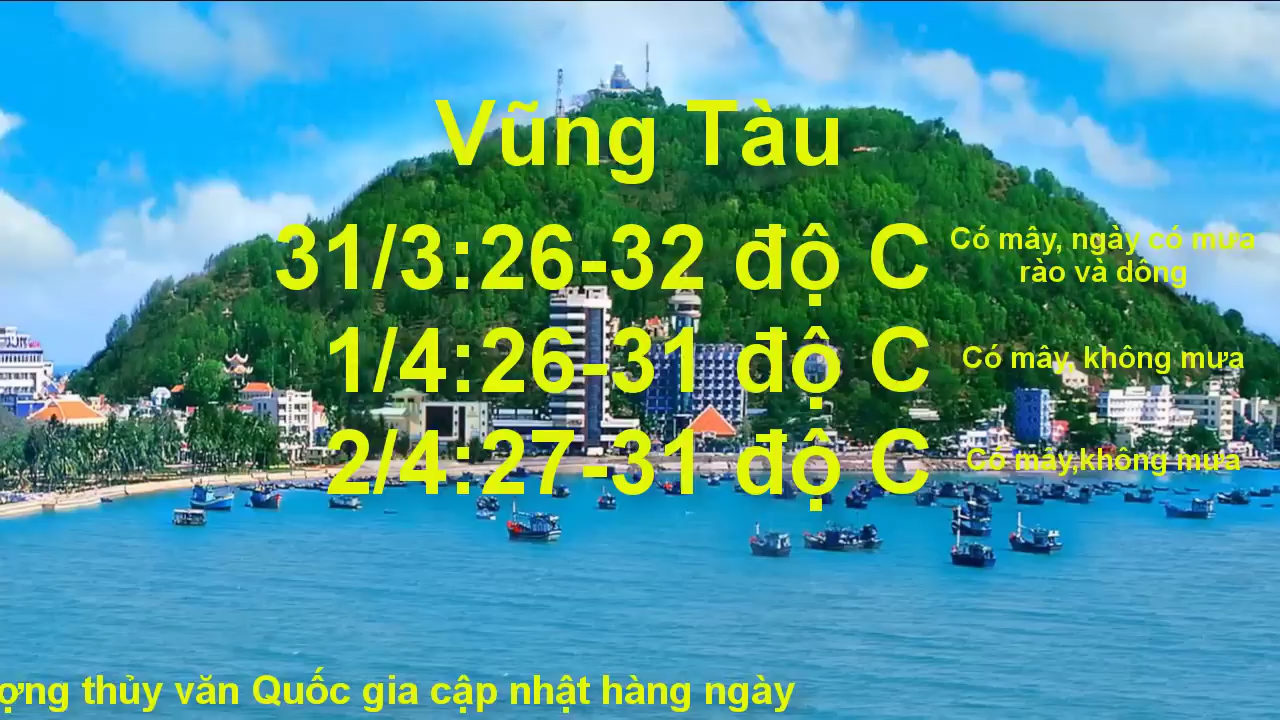 Vũng Tàu
31/3:26-32 độ C
Có mây, ngày có mưa
rào và dông
1/4:26-31 độ C
Có mây, không mưa
2/4:27-31 độ C
Có mây,không mưa
thủy văn Quốc gia cập nhật hàng ngày